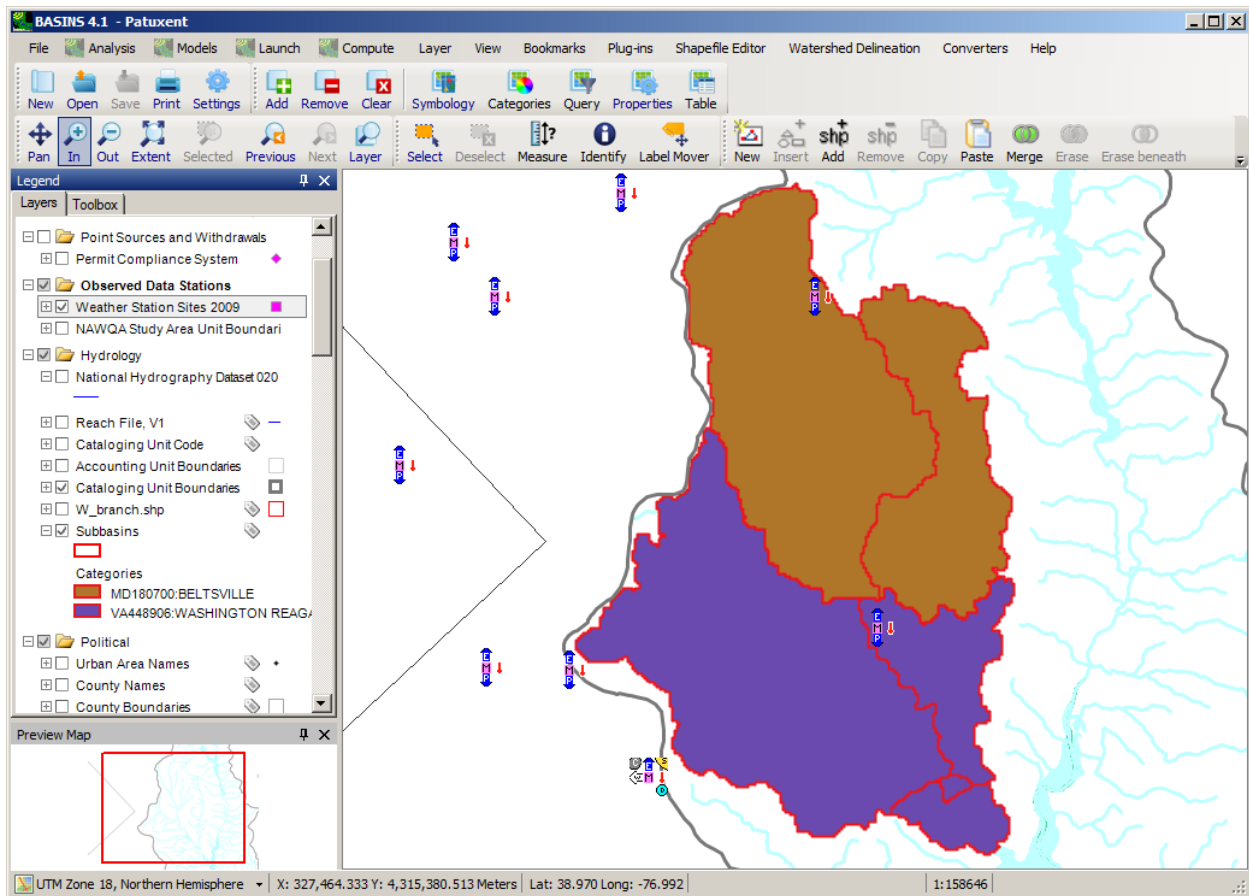 BASINS 4.1 - Patuxent
File Analysis Models Launch Compute Layer View Bookmarks Plug-ins Shapefile Editor Watershed Delineation Converters Help
New Open Save Print Settings Add Remove Clear Symbology Categories Query Properties Table
Pan In Out Extent Selected Previous Next Layer Select Deselect Measure Identify Label Mover New Insert Add Remove Copy Paste Merge Erase Erase beneath
Legend
Layers Toolbox
Point Sources and Withdrawals
Permit Compliance System
Observed Data Stations
Weather Station Sites 2009
NAWQA Study Area Unit Boundari
Hydrology
National Hydrography Dataset 020
Reach File, V1
Cataloging Unit Code
Accounting Unit Boundaries
Cataloging Unit Boundaries
W_branch.shp
Subbasins
Categories
MD180700:BELTSVILLE
VA448906:WASHINGTON REAGA
Political
Urban Area Names
County Names
County Boundaries
Preview Map
UTM Zone 18, Northern Hemisphere X: 327,464.333 Y: 4,315,380.513 Meters Lat: 38.970 Long: -76.992 1:158646